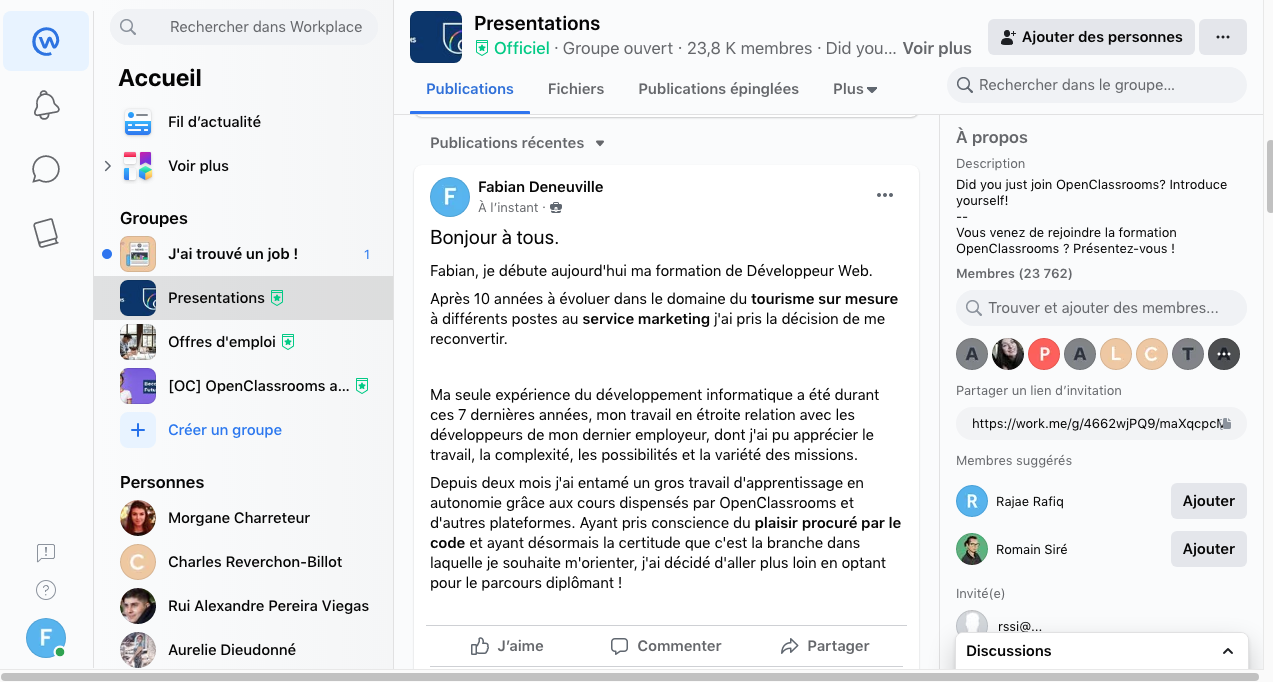 Rechercher dans Workplace
Accueil
Fil d’actualité
Voir plus
Groupes
J'ai trouvé un job !
1
Presentations
Offres d'emploi
[OC] OpenClassrooms a...
Créer un groupe
Personnes
Morgane Charreteur
C
Charles Reverchon-Billot
Rui Alexandre Pereira Viegas
F
Aurelie Dieudonné
Presentations
Officiel · Groupe ouvert · 23,8 K membres · Did you... Voir plus
Ajouter des personnes
Publications
Fichiers
Publications épinglées
Plus
Rechercher dans le groupe...
Publications récentes
F
Fabian Deneuville
À l’instant ·
Bonjour à tous.
Fabian, je débute aujourd'hui ma formation de Développeur Web.
Après 10 années à évoluer dans le domaine du tourisme sur mesure
à différents postes au service marketing j'ai pris la décision de me
reconvertir.
Ma seule expérience du développement informatique a été durant
ces 7 dernières années, mon travail en étroite relation avec les
développeurs de mon dernier employeur, dont j'ai pu apprécier le
travail, la complexité, les possibilités et la variété des missions.
Depuis deux mois j'ai entamé un gros travail d'apprentissage en
autonomie grâce aux cours dispensés par OpenClassrooms et
d'autres plateformes. Ayant pris conscience du plaisir procuré par le
code et ayant désormais la certitude que c'est la branche dans
laquelle je souhaite m'orienter, j'ai décidé d'aller plus loin en optant
pour le parcours diplômant !
J’aime
Commenter
Partager
À propos
Description
Did you just join OpenClassrooms? Introduce
yourself!
--
Vous venez de rejoindre la formation
OpenClassrooms ? Présentez-vous !
Membres (23 762)
Trouver et ajouter des membres...
A P A L C T A
Partager un lien d’invitation
https://work.me/g/4662wjPQ9/maXqcpcM
Membres suggérés
R
Rajae Rafiq
Ajouter
Romain Siré
Ajouter
Invité(e)
rssi@...
Discussions